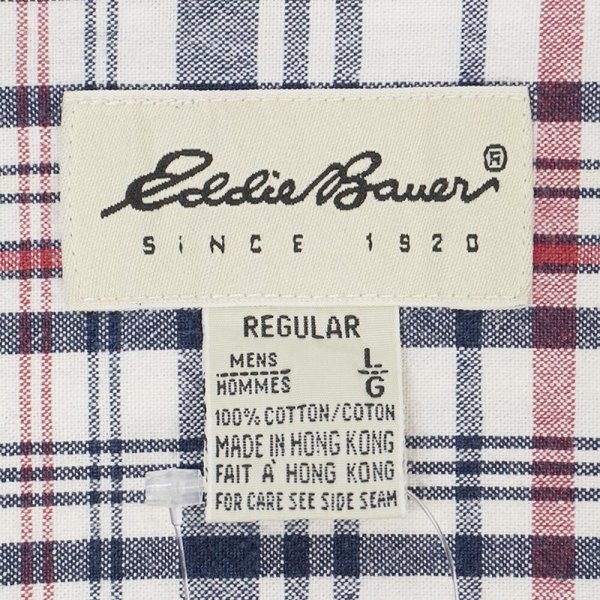 Eddie Bauer®
SINCE 1920
REGULAR
MENS L
HOMMES G
100% COTTON/COTON
MADE IN HONG KONG
FAIT À HONG KONG
FOR CARE SEE SIDE SEAM